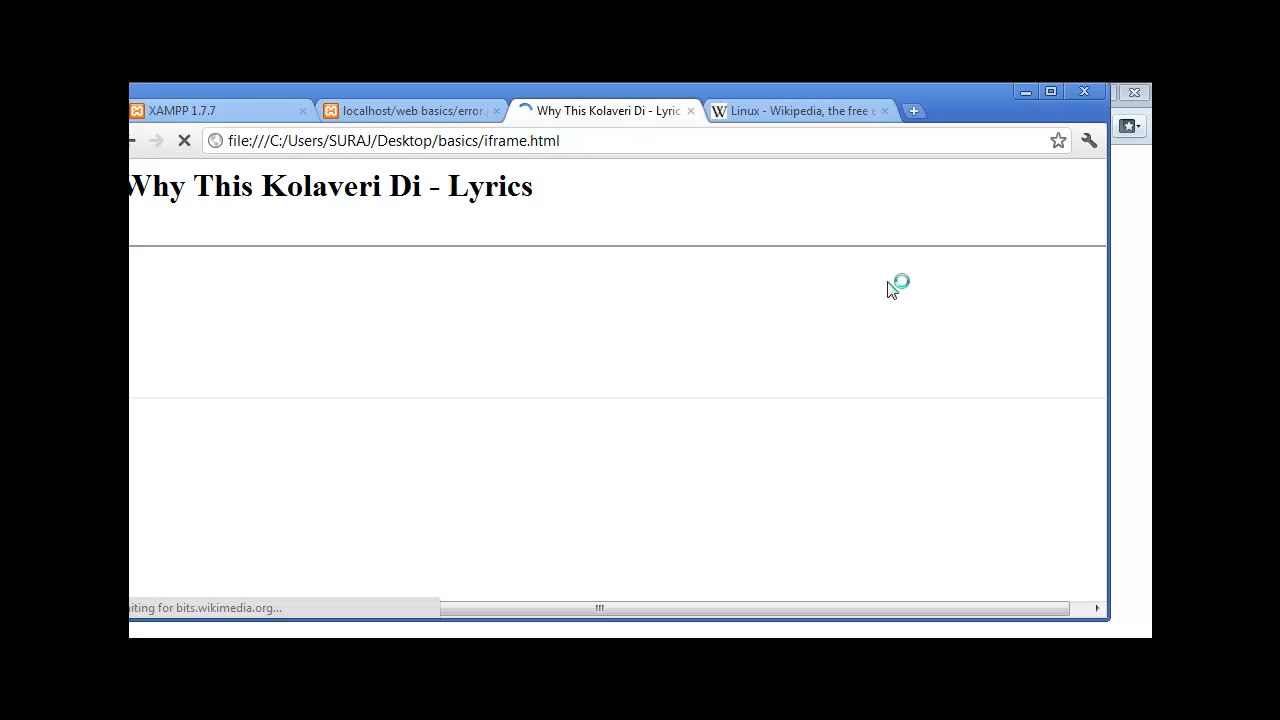 XAMPP 1.7.7
localhost/web basics/error.
Why This Kolaveri Di - Lyric
Linux - Wikipedia, the free e
file:///C:/Users/SURAJ/Desktop/basics/iframe.html
Why This Kolaveri Di - Lyrics
iting for bits.wikimedia.org...